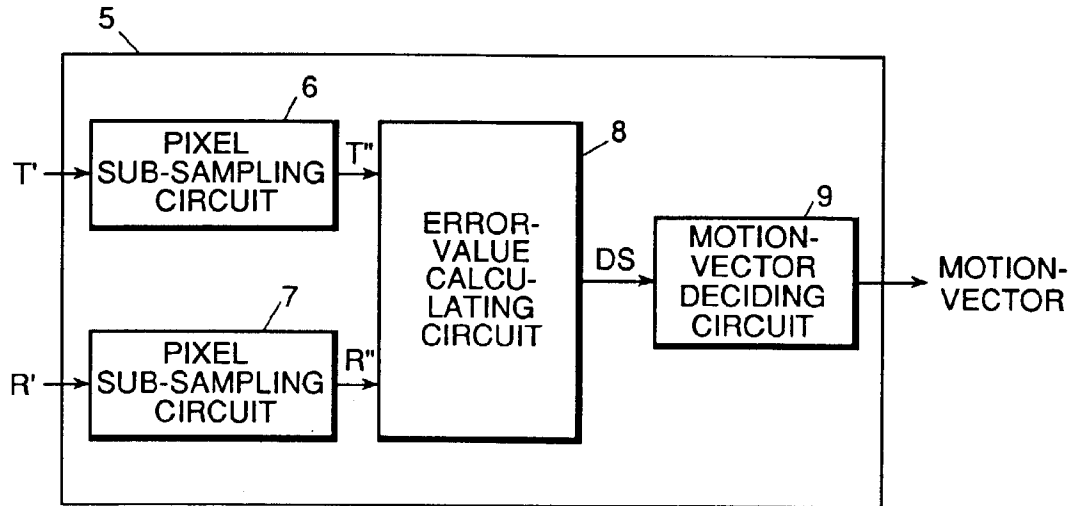 5
6
PIXEL
SUB-SAMPLING
CIRCUIT
T'
T"
8
ERROR-
VALUE
CALCU-
LATING
CIRCUIT
DS
9
MOTION-
VECTOR
DECIDING
CIRCUIT
MOTION-
VECTOR
7
PIXEL
SUB-SAMPLING
CIRCUIT
R'
R"